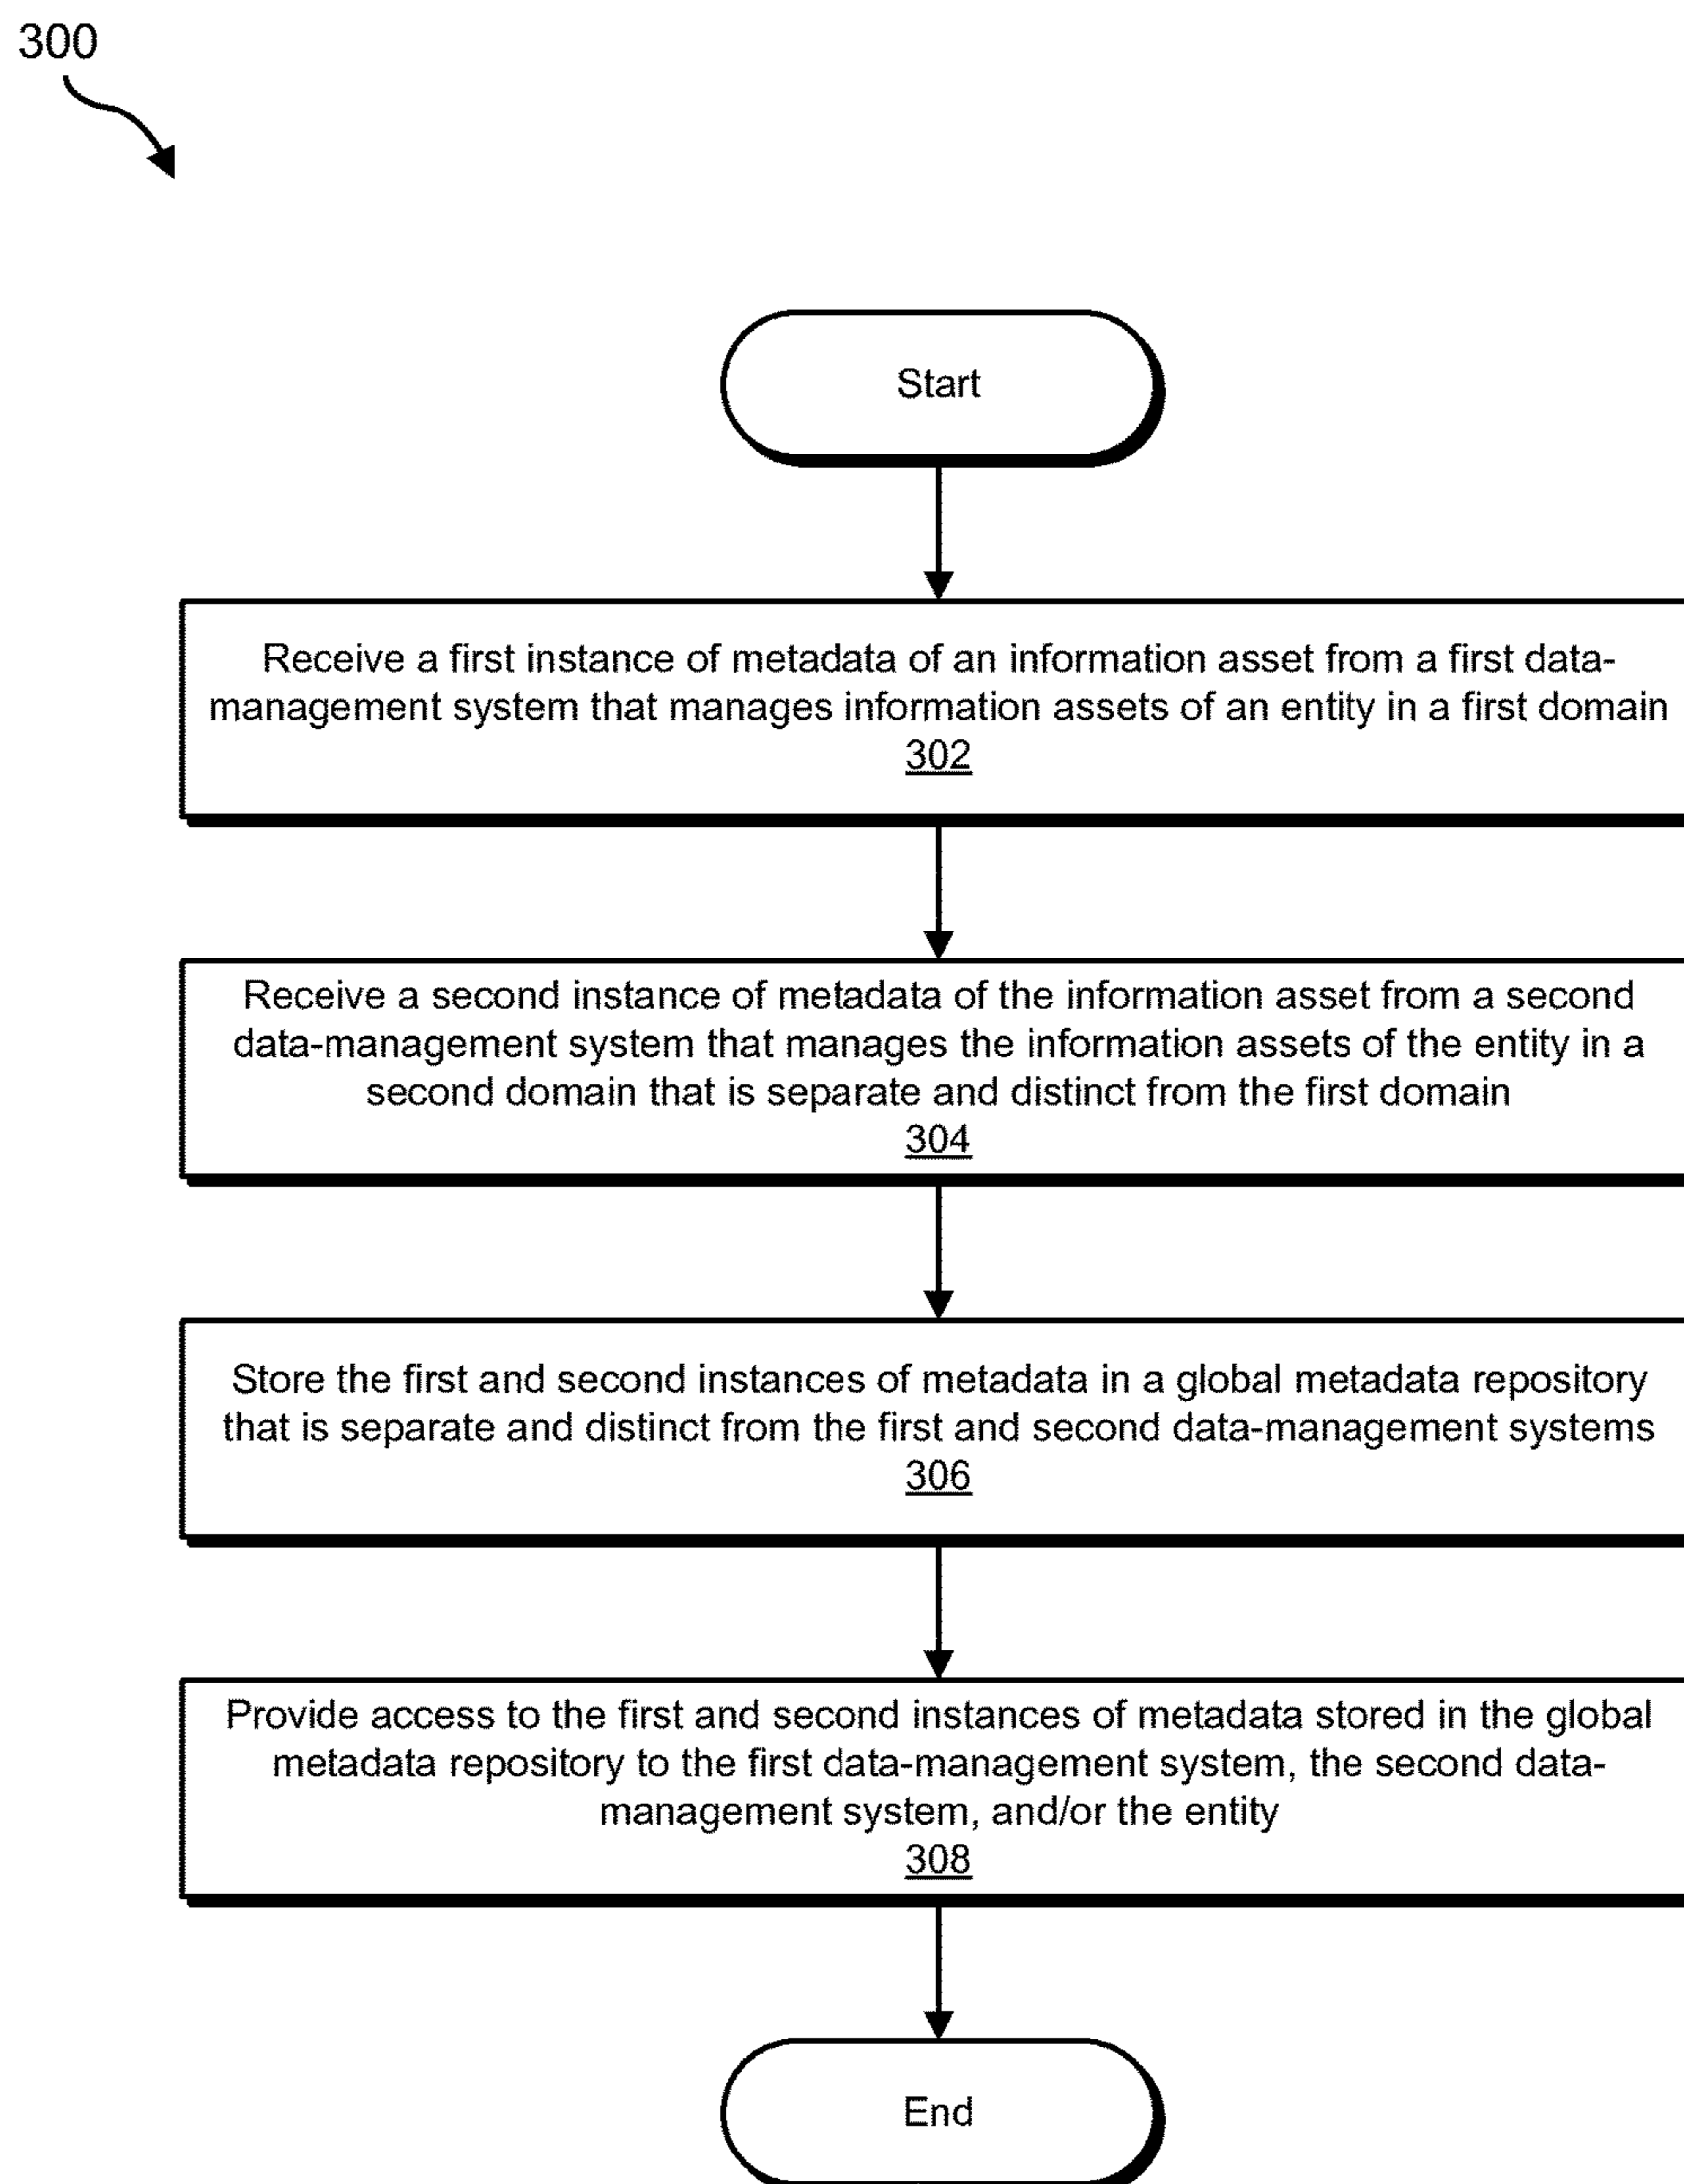 300
Start
Receive a first instance of metadata of an information asset from a first data-
management system that manages information assets of an entity in a first domain
302
Receive a second instance of metadata of the information asset from a second
data-management system that manages the information assets of the entity in a
second domain that is separate and distinct from the first domain
304
Store the first and second instances of metadata in a global metadata repository
that is separate and distinct from the first and second data-management systems
306
Provide access to the first and second instances of metadata stored in the global
metadata repository to the first data-management system, the second data-
management system, and/or the entity
308
End